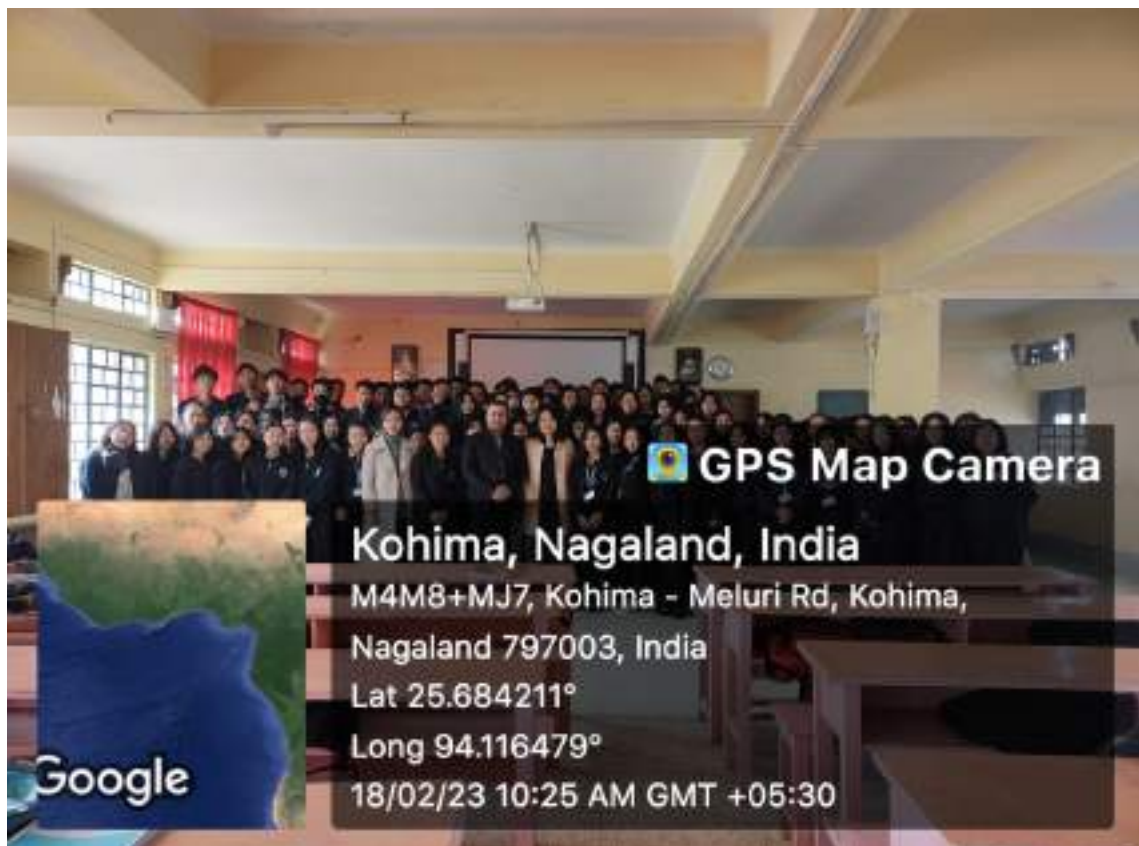 GPS Map Camera
Kohima, Nagaland, India
M4M8+MJ7, Kohima - Meluri Rd, Kohima,
Nagaland 797003, India
Lat 25.684211°
Long 94.116479°
18/02/23 10:25 AM GMT +05:30
Google